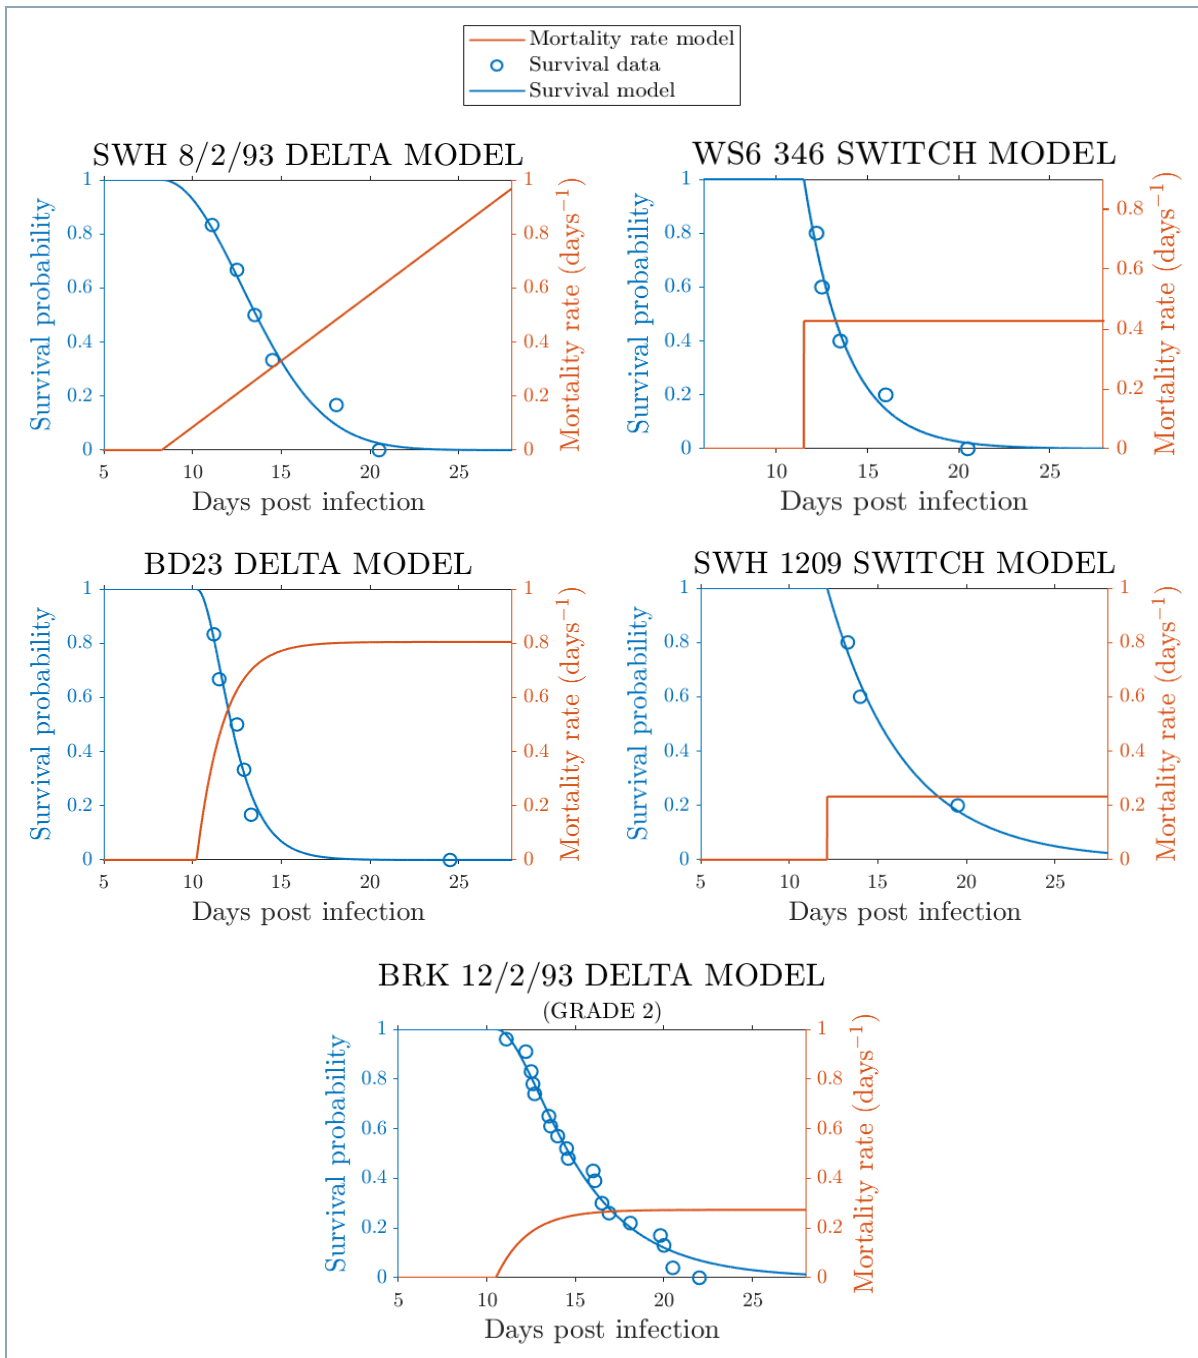 Mortality rate model
Survival data
Survival model
SWH 8/2/93 DELTA MODEL
Survival probability
Mortality rate (days⁻¹)
1
0.8
0.6
0.4
0.2
0
1
0.8
0.6
0.4
0.2
0
5 10 15 20 25
Days post infection
WS6 346 SWITCH MODEL
Survival probability
Mortality rate (days⁻¹)
1
0.8
0.6
0.4
0.2
0
0.8
0.6
0.4
0.2
0
10 15 20 25
Days post infection
BD23 DELTA MODEL
Survival probability
Mortality rate (days⁻¹)
1
0.8
0.6
0.4
0.2
0
1
0.8
0.6
0.4
0.2
0
5 10 15 20 25
Days post infection
SWH 1209 SWITCH MODEL
Survival probability
Mortality rate (days⁻¹)
1
0.8
0.6
0.4
0.2
0
1
0.8
0.6
0.4
0.2
0
5 10 15 20 25
Days post infection
BRK 12/2/93 DELTA MODEL
(GRADE 2)
Survival probability
Mortality rate (days⁻¹)
1
0.8
0.6
0.4
0.2
0
1
0.8
0.6
0.4
0.2
0
5 10 15 20 25
Days post infection